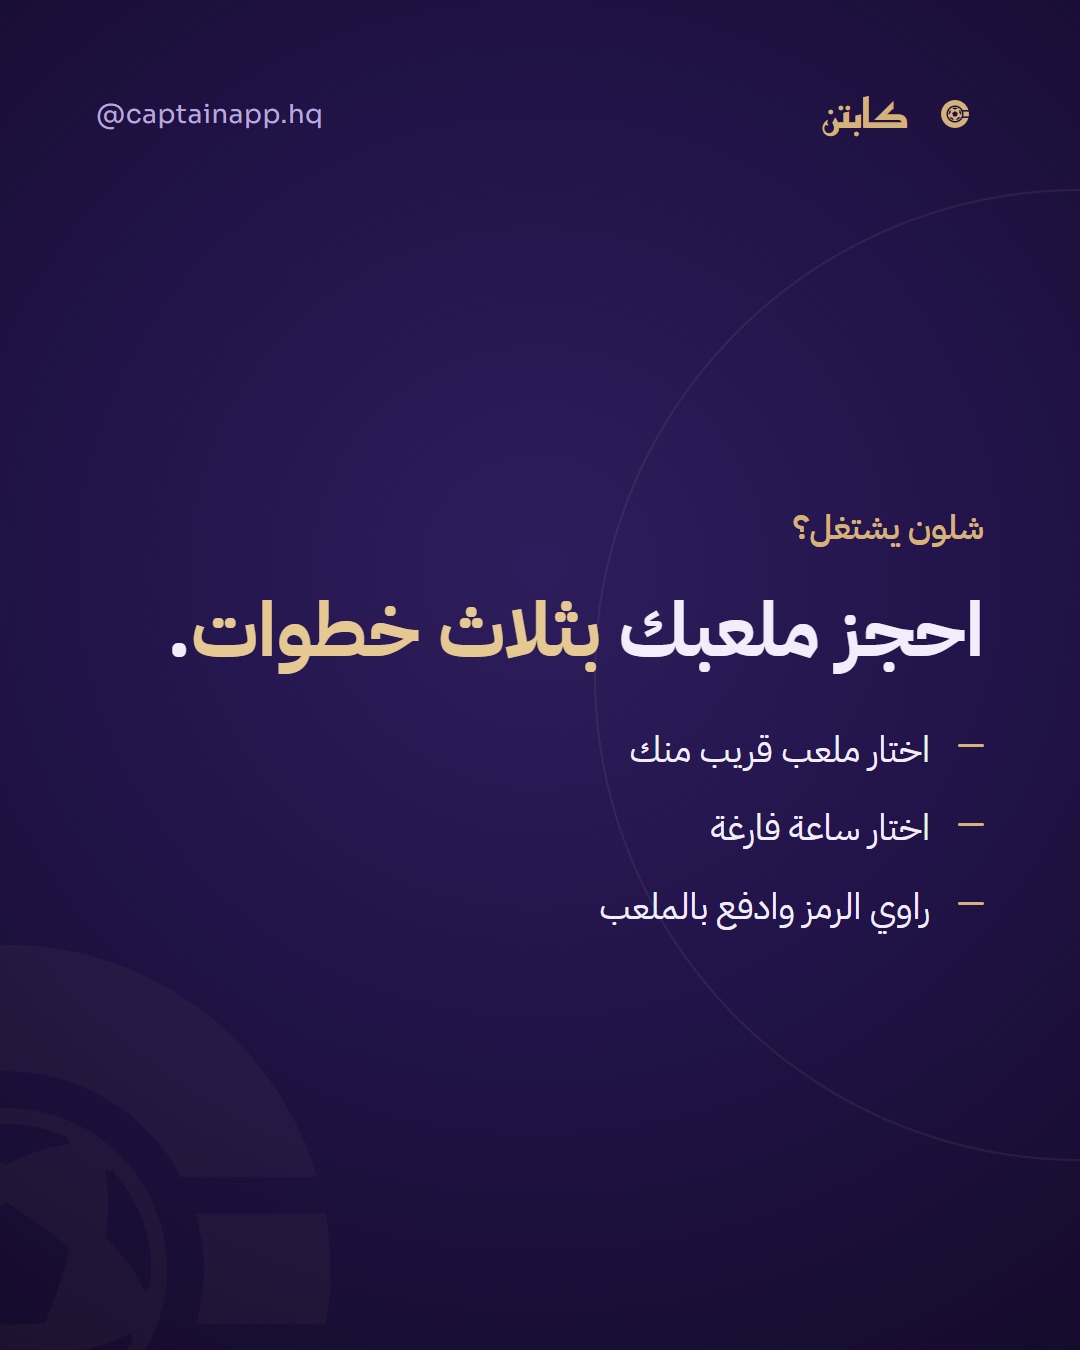 كابتن
@captainapp.hq
شلون يشتغل؟
احجز ملعبك بثلاث خطوات.
— اختار ملعب قريب منك
— اختار ساعة فارغة
— راوي الرمز وادفع بالملعب